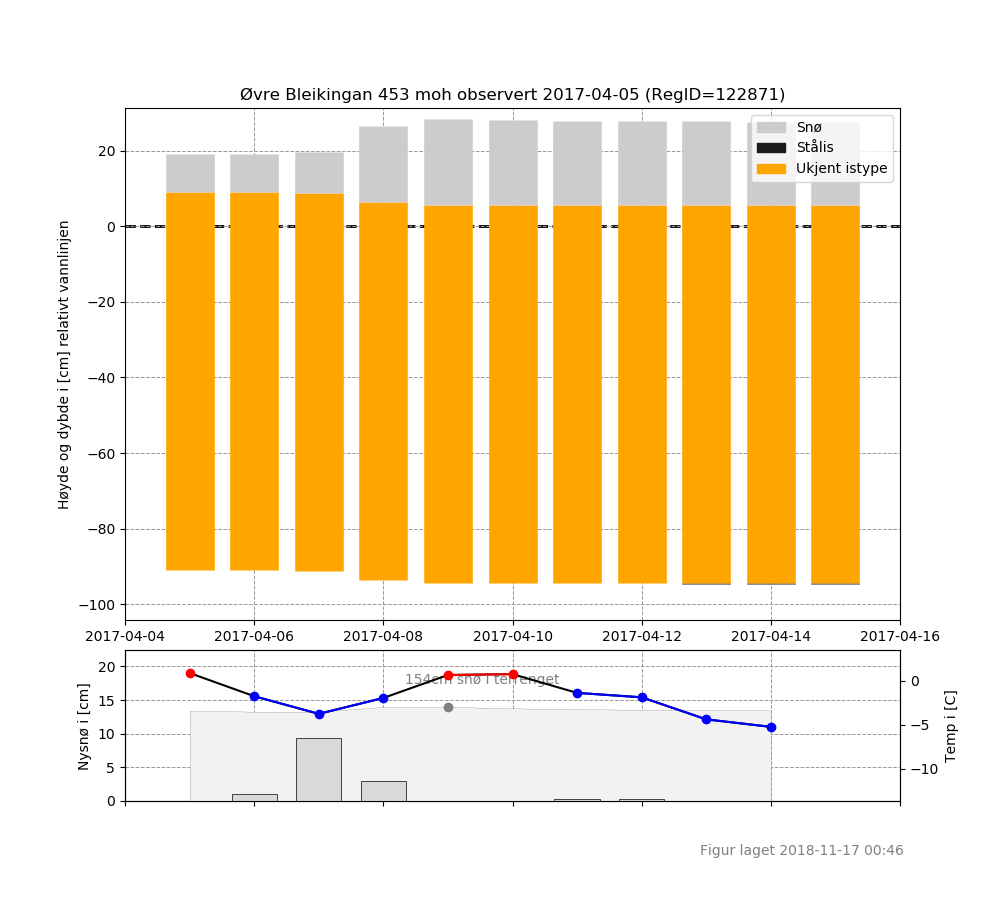 Øvre Bleikingan 453 moh observert 2017-04-05 (RegID=122871)
Snø
Stålis
Ukjent istype
Høyde og dybde i [cm] relativt vannlinjen
20
0
−20
−40
−60
−80
−100
2017-04-04 2017-04-06 2017-04-08 2017-04-10 2017-04-12 2017-04-14 2017-04-16
Nysnø i [cm]
20
15
10
5
0
154cm snø i terrenget
0
−5
−10
Temp i [C]
Figur laget 2018-11-17 00:46